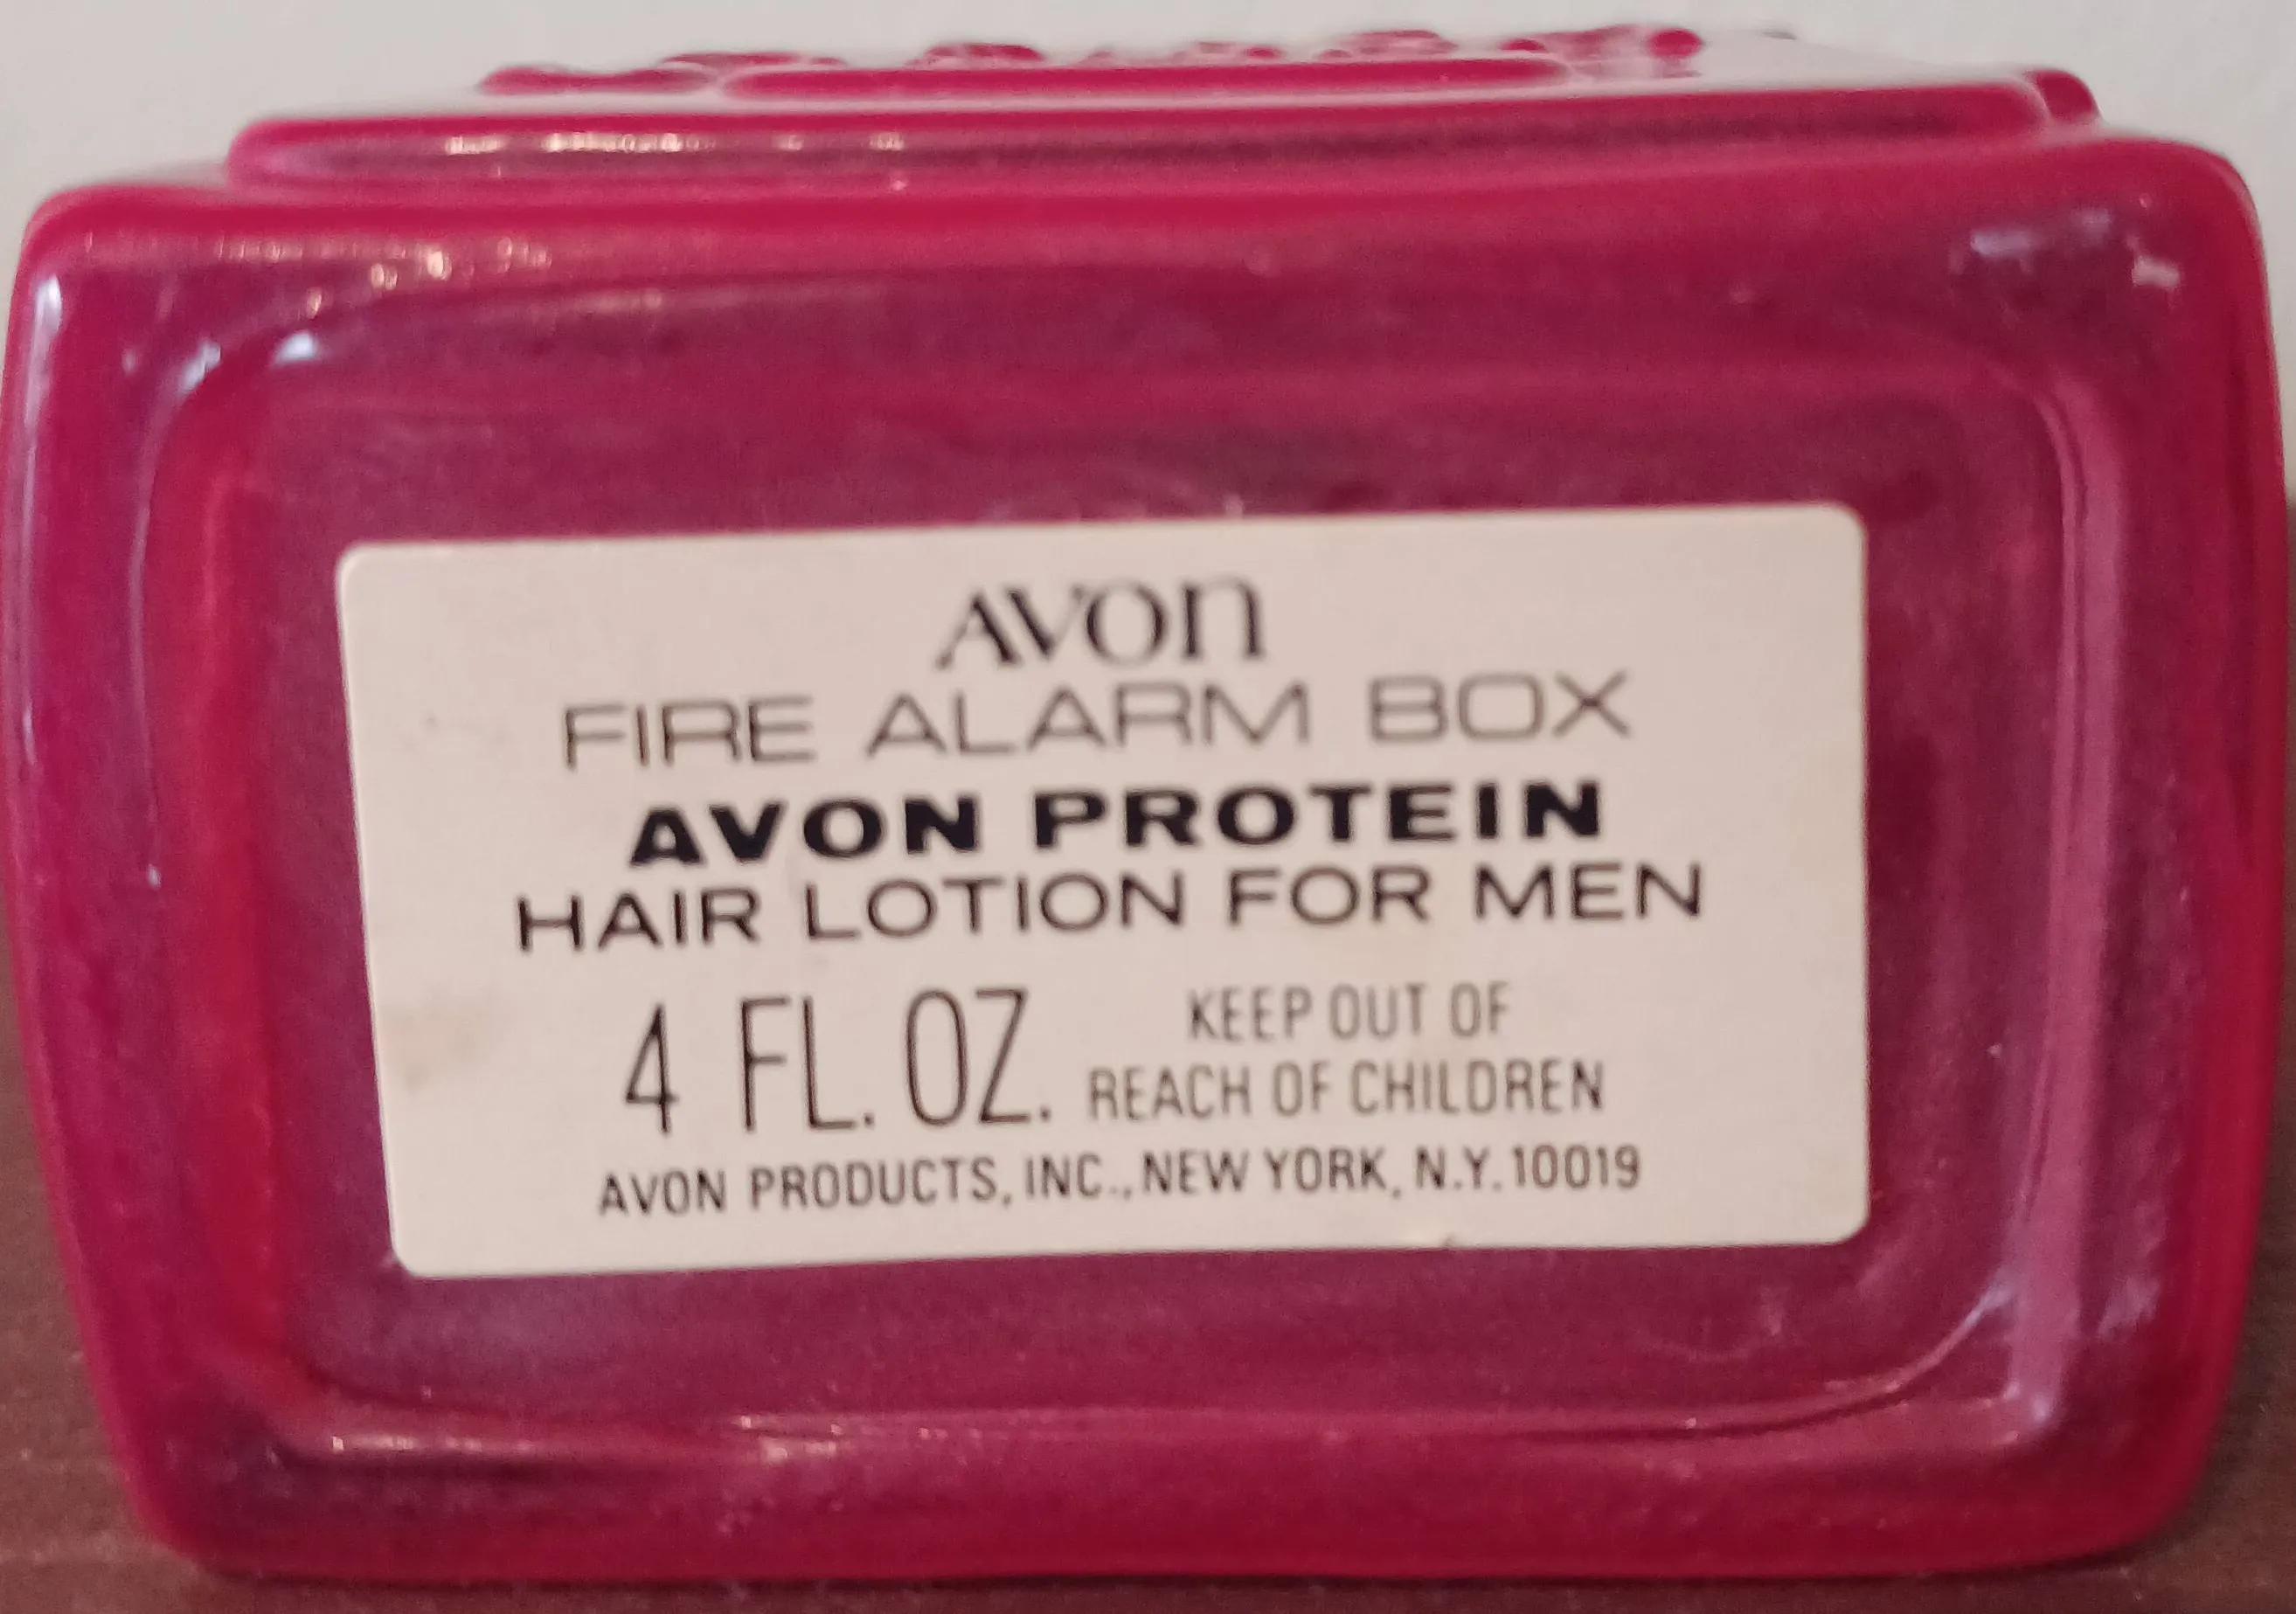 AVON
FIRE ALARM BOX
AVON PROTEIN
HAIR LOTION FOR MEN
4 FL. OZ.
KEEP OUT OF
REACH OF CHILDREN
AVON PRODUCTS, INC., NEW YORK, N.Y. 10019